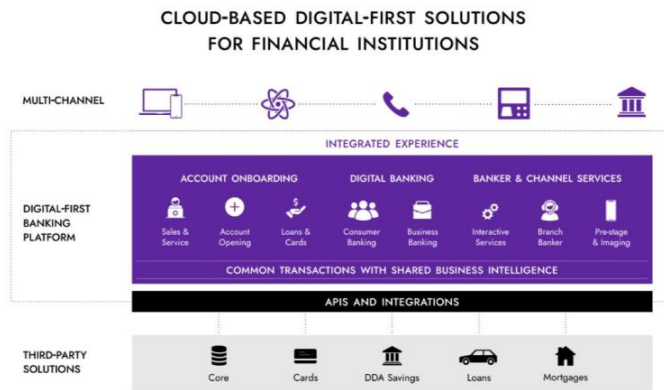 CLOUD-BASED DIGITAL-FIRST SOLUTIONS
FOR FINANCIAL INSTITUTIONS
MULTI-CHANNEL
INTEGRATED EXPERIENCE
DIGITAL-FIRST
BANKING
PLATFORM
ACCOUNT ONBOARDING
DIGITAL BANKING
BANKER & CHANNEL SERVICES
Sales &
Service
Account
Opening
Loans &
Cards
Consumer
Banking
Business
Banking
Interactive
Services
Branch
Banker
Pre-stage
& Imaging
COMMON TRANSACTIONS WITH SHARED BUSINESS INTELLIGENCE
APIS AND INTEGRATIONS
THIRD-PARTY
SOLUTIONS
Core
Cards
DDA Savings
Loans
Mortgages